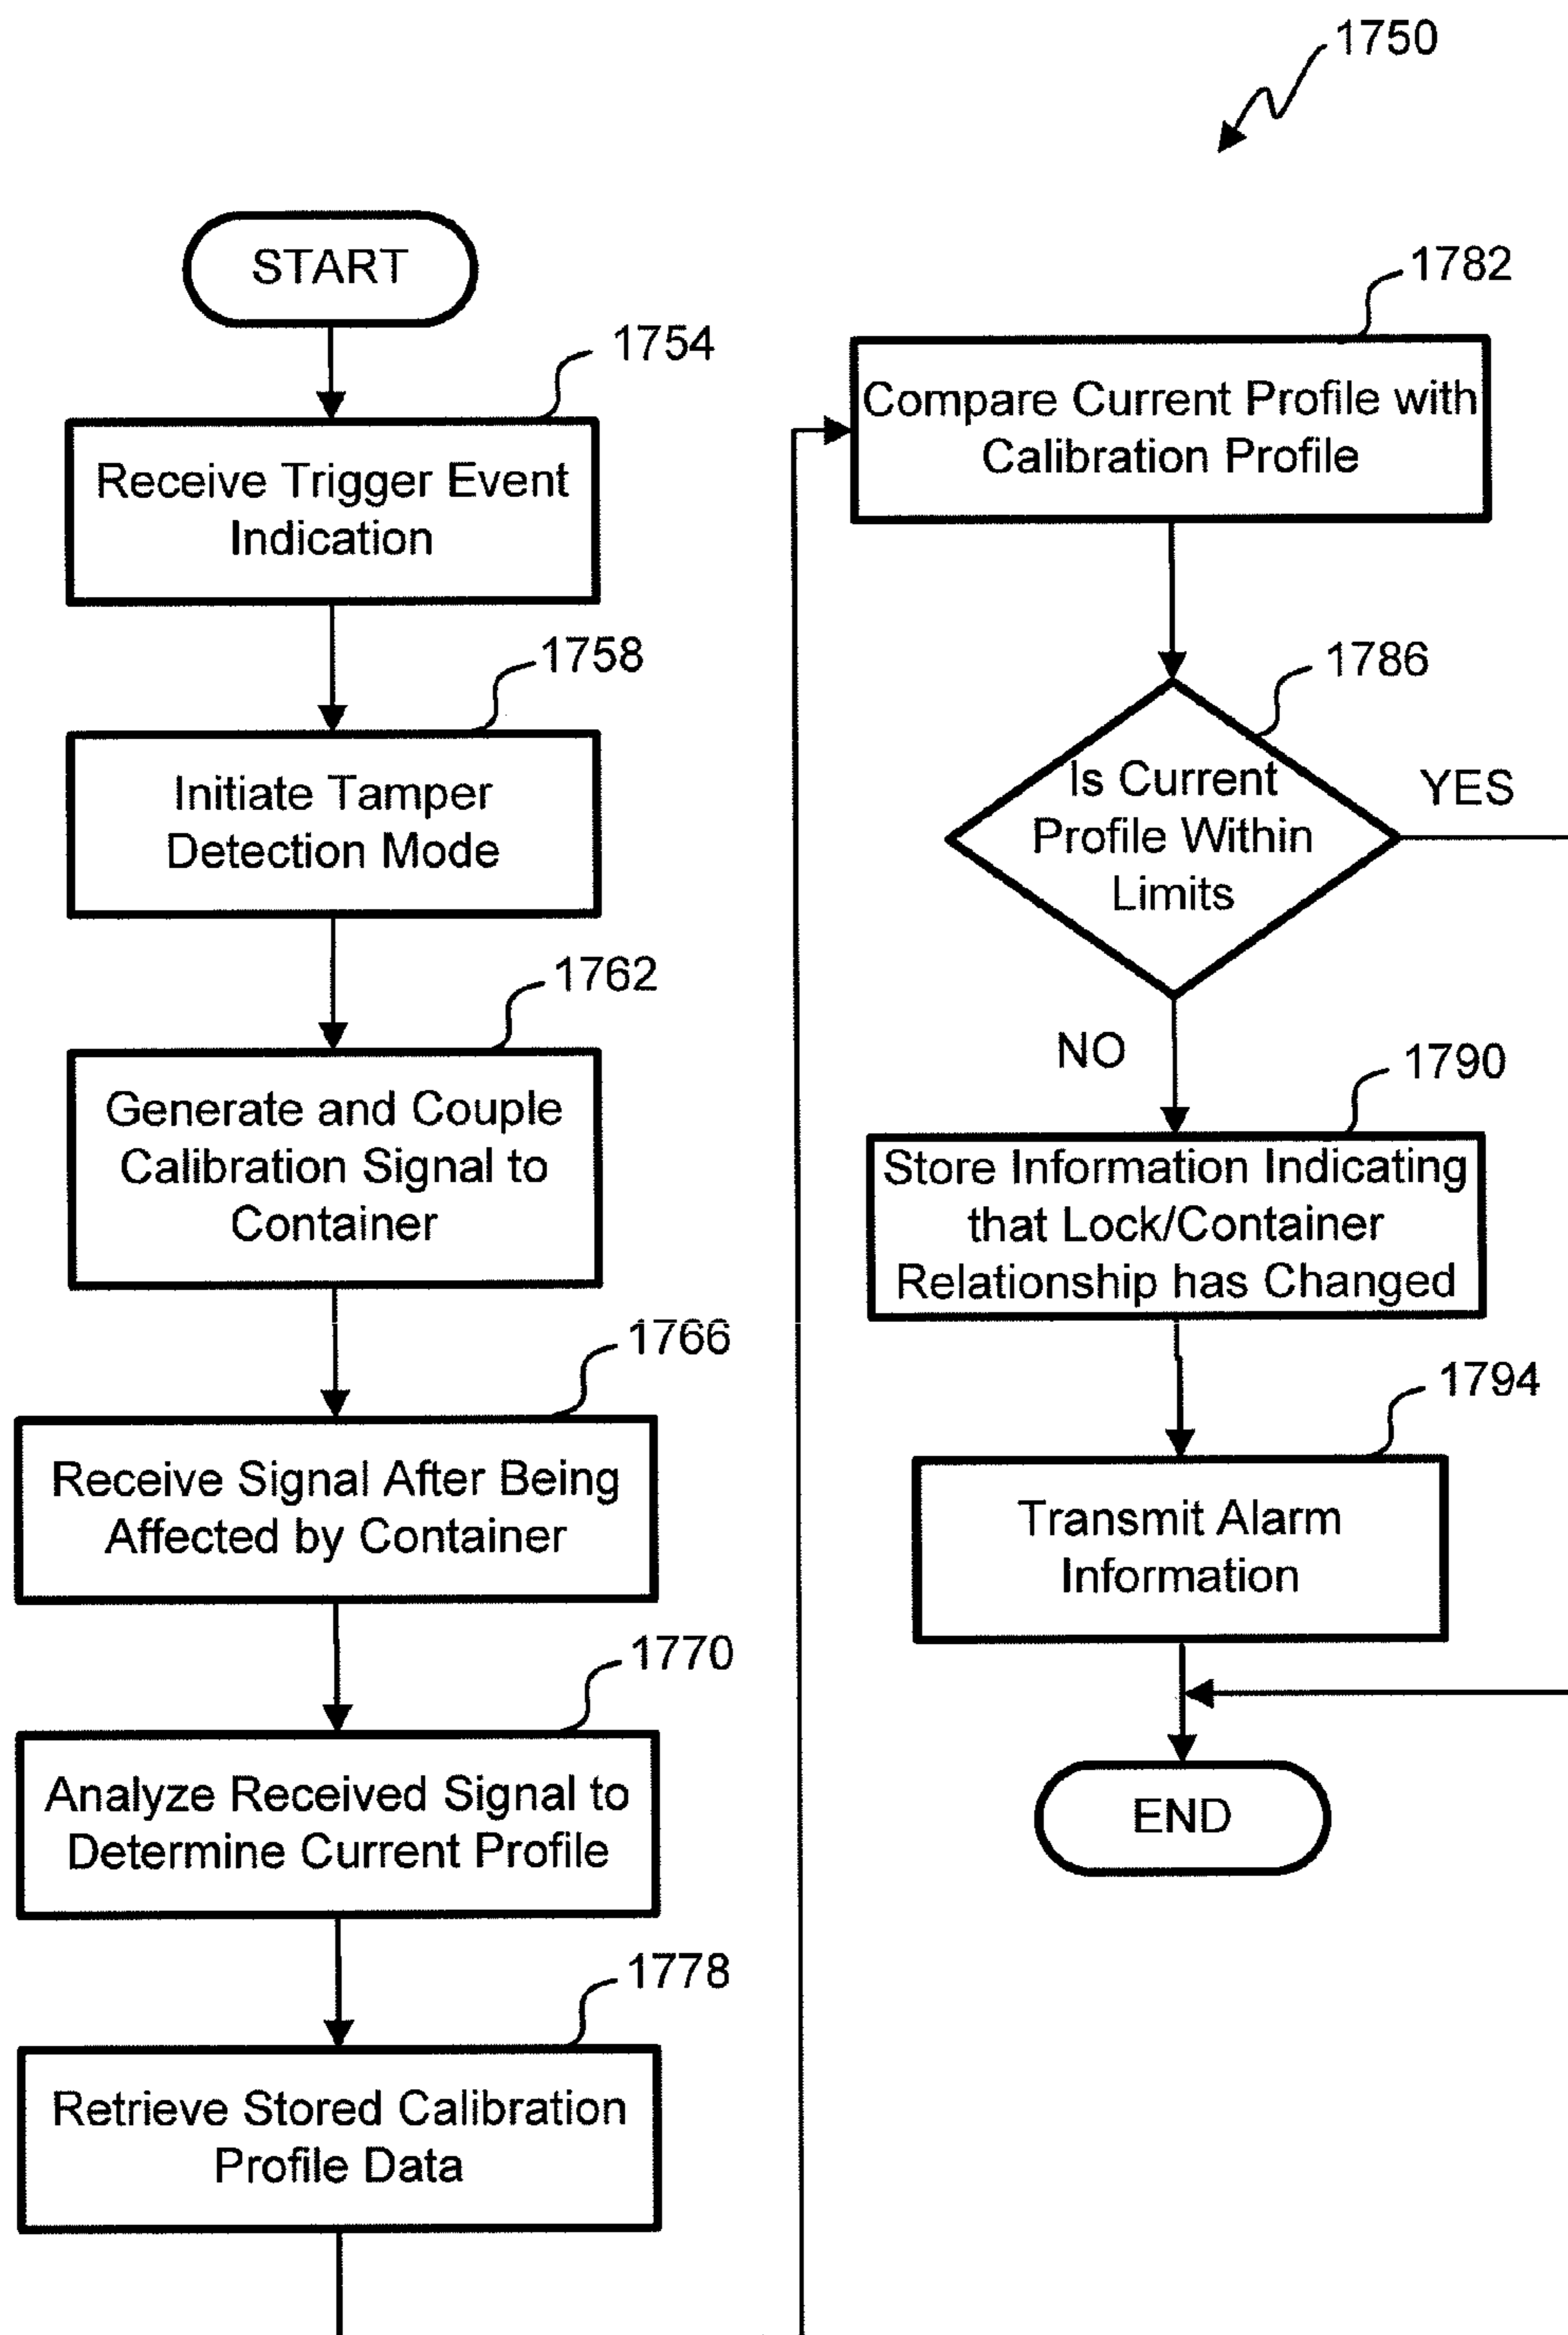 1750
START
1754
Receive Trigger Event
Indication
1758
Initiate Tamper
Detection Mode
1762
Generate and Couple
Calibration Signal to
Container
1766
Receive Signal After Being
Affected by Container
1770
Analyze Received Signal to
Determine Current Profile
1778
Retrieve Stored Calibration
Profile Data
1782
Compare Current Profile with
Calibration Profile
1786
Is Current
Profile Within
Limits
YES
NO
1790
Store Information Indicating
that Lock/Container
Relationship has Changed
1794
Transmit Alarm
Information
END